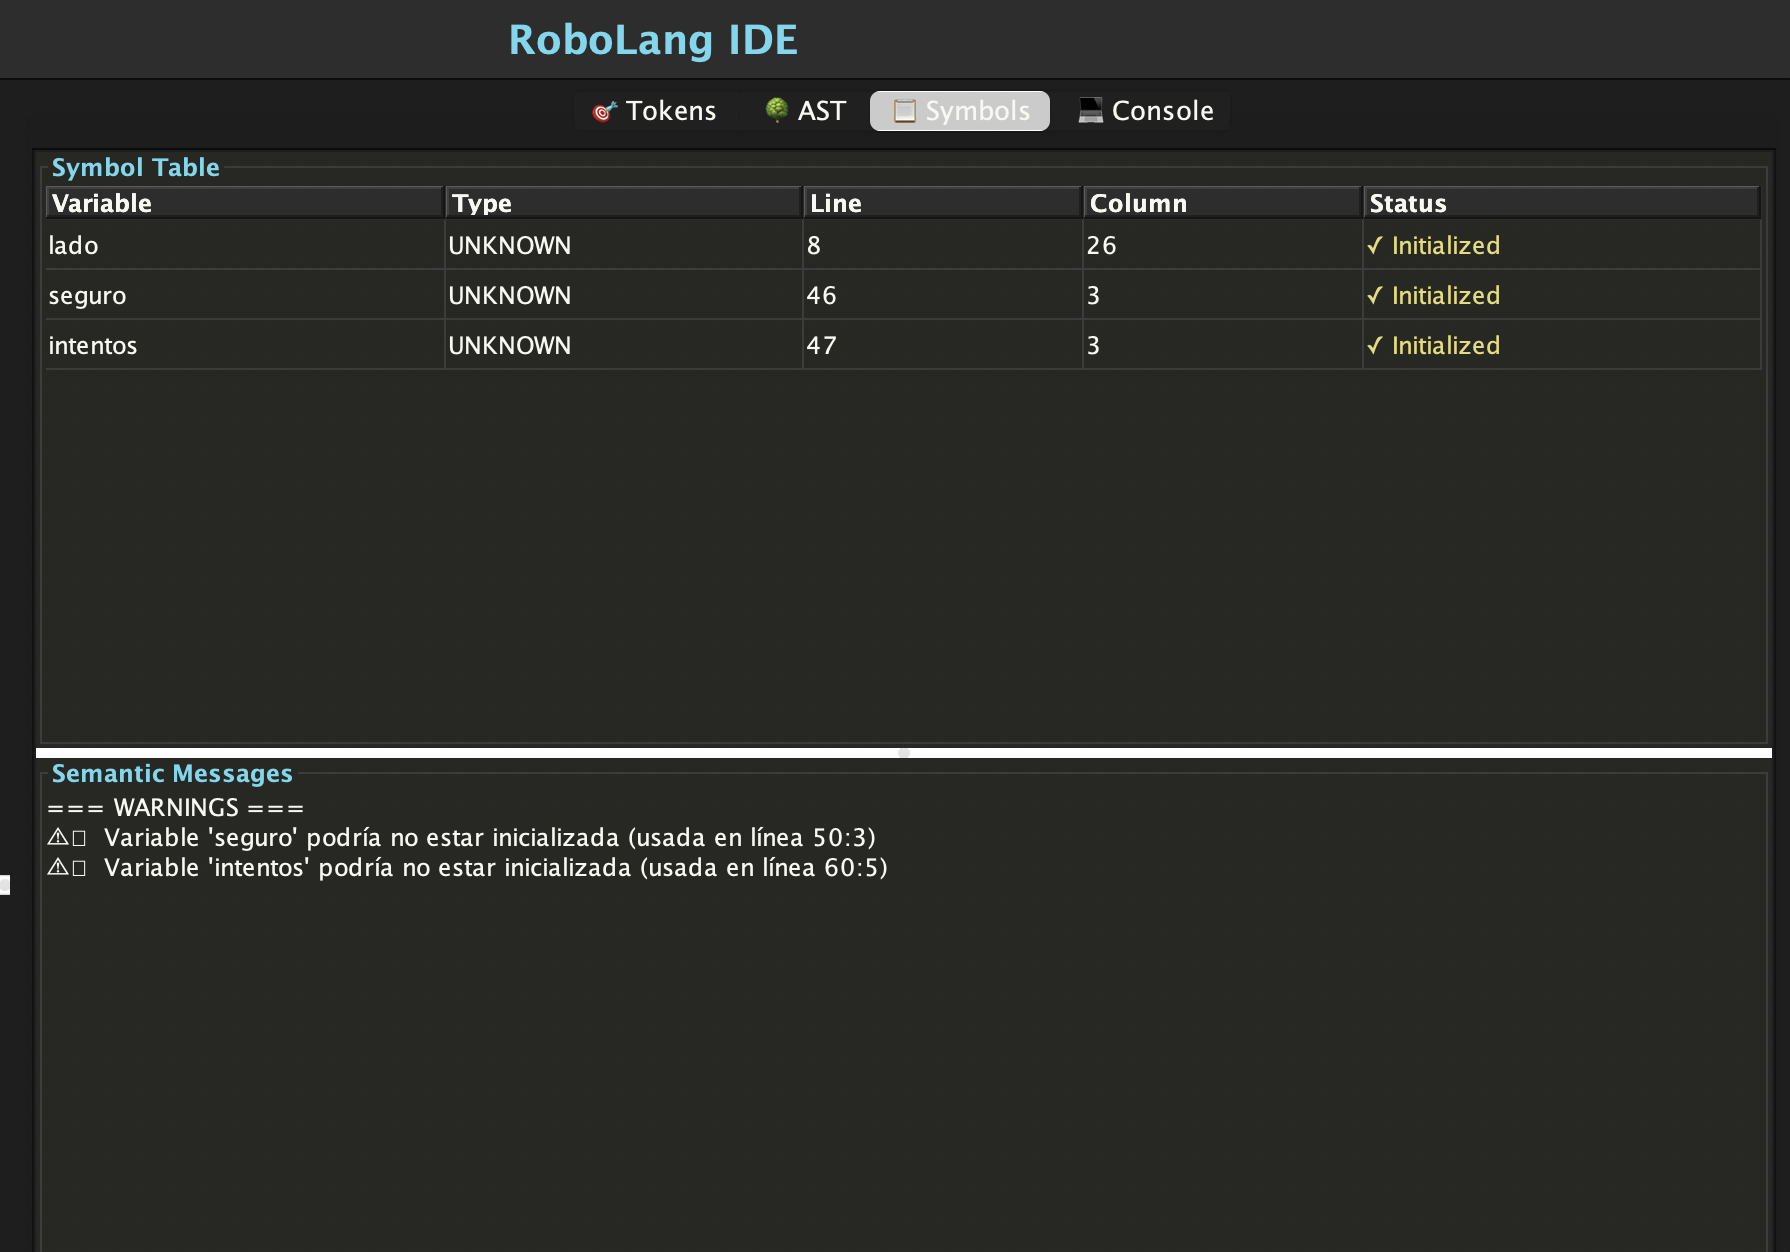 RoboLang IDE
Tokens AST Symbols Console
Symbol Table
Variable Type Line Column Status
lado UNKNOWN 8 26 ✓ Initialized
seguro UNKNOWN 46 3 ✓ Initialized
intentos UNKNOWN 47 3 ✓ Initialized
Semantic Messages
=== WARNINGS ===
⚠ Variable 'seguro' podría no estar inicializada (usada en línea 50:3)
⚠ Variable 'intentos' podría no estar inicializada (usada en línea 60:5)